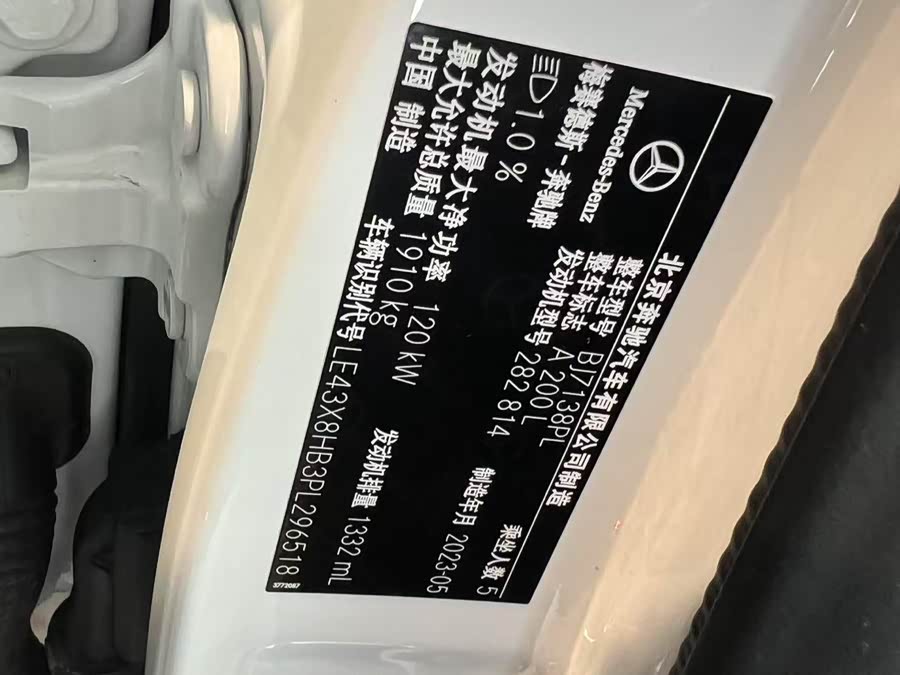 北京奔驰汽车有限公司制造
Mercedes-Benz
梅赛德斯-奔驰牌
整车型号 BJ7138PL
乘坐人数 5
整车标志 A 200 L
1.0 %
发动机型号 282 814
制造年月 2023-05
发动机最大净功率 120 kW
发动机排量 1332 mL
最大允许总质量 1910 kg
中国 制造
车辆识别代号 LE43X8HB3PL296518
3772087